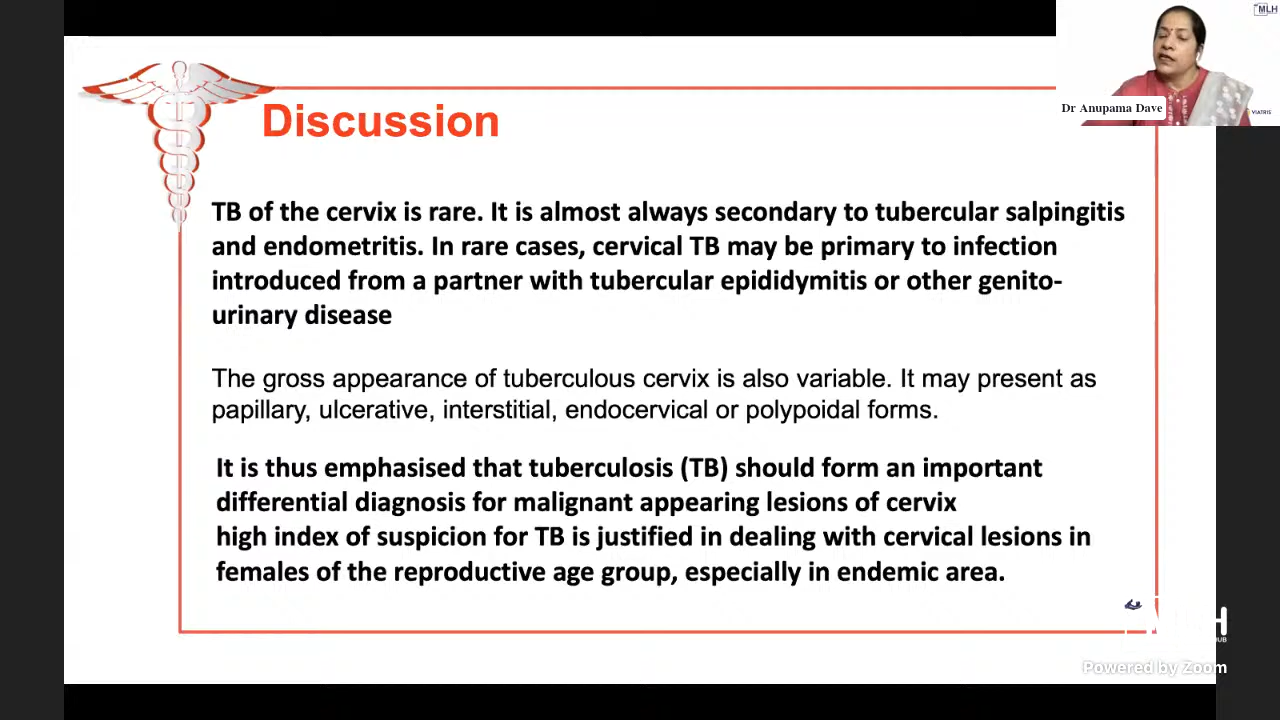 MLH
Dr Anupama Dave
VIATRIS
Discussion
TB of the cervix is rare. It is almost always secondary to tubercular salpingitis
and endometritis. In rare cases, cervical TB may be primary to infection
introduced from a partner with tubercular epididymitis or other genito-
urinary disease
The gross appearance of tuberculous cervix is also variable. It may present as
papillary, ulcerative, interstitial, endocervical or polypoidal forms.
It is thus emphasised that tuberculosis (TB) should form an important
differential diagnosis for malignant appearing lesions of cervix
high index of suspicion for TB is justified in dealing with cervical lesions in
females of the reproductive age group, especially in endemic area.
Powered by Zoom